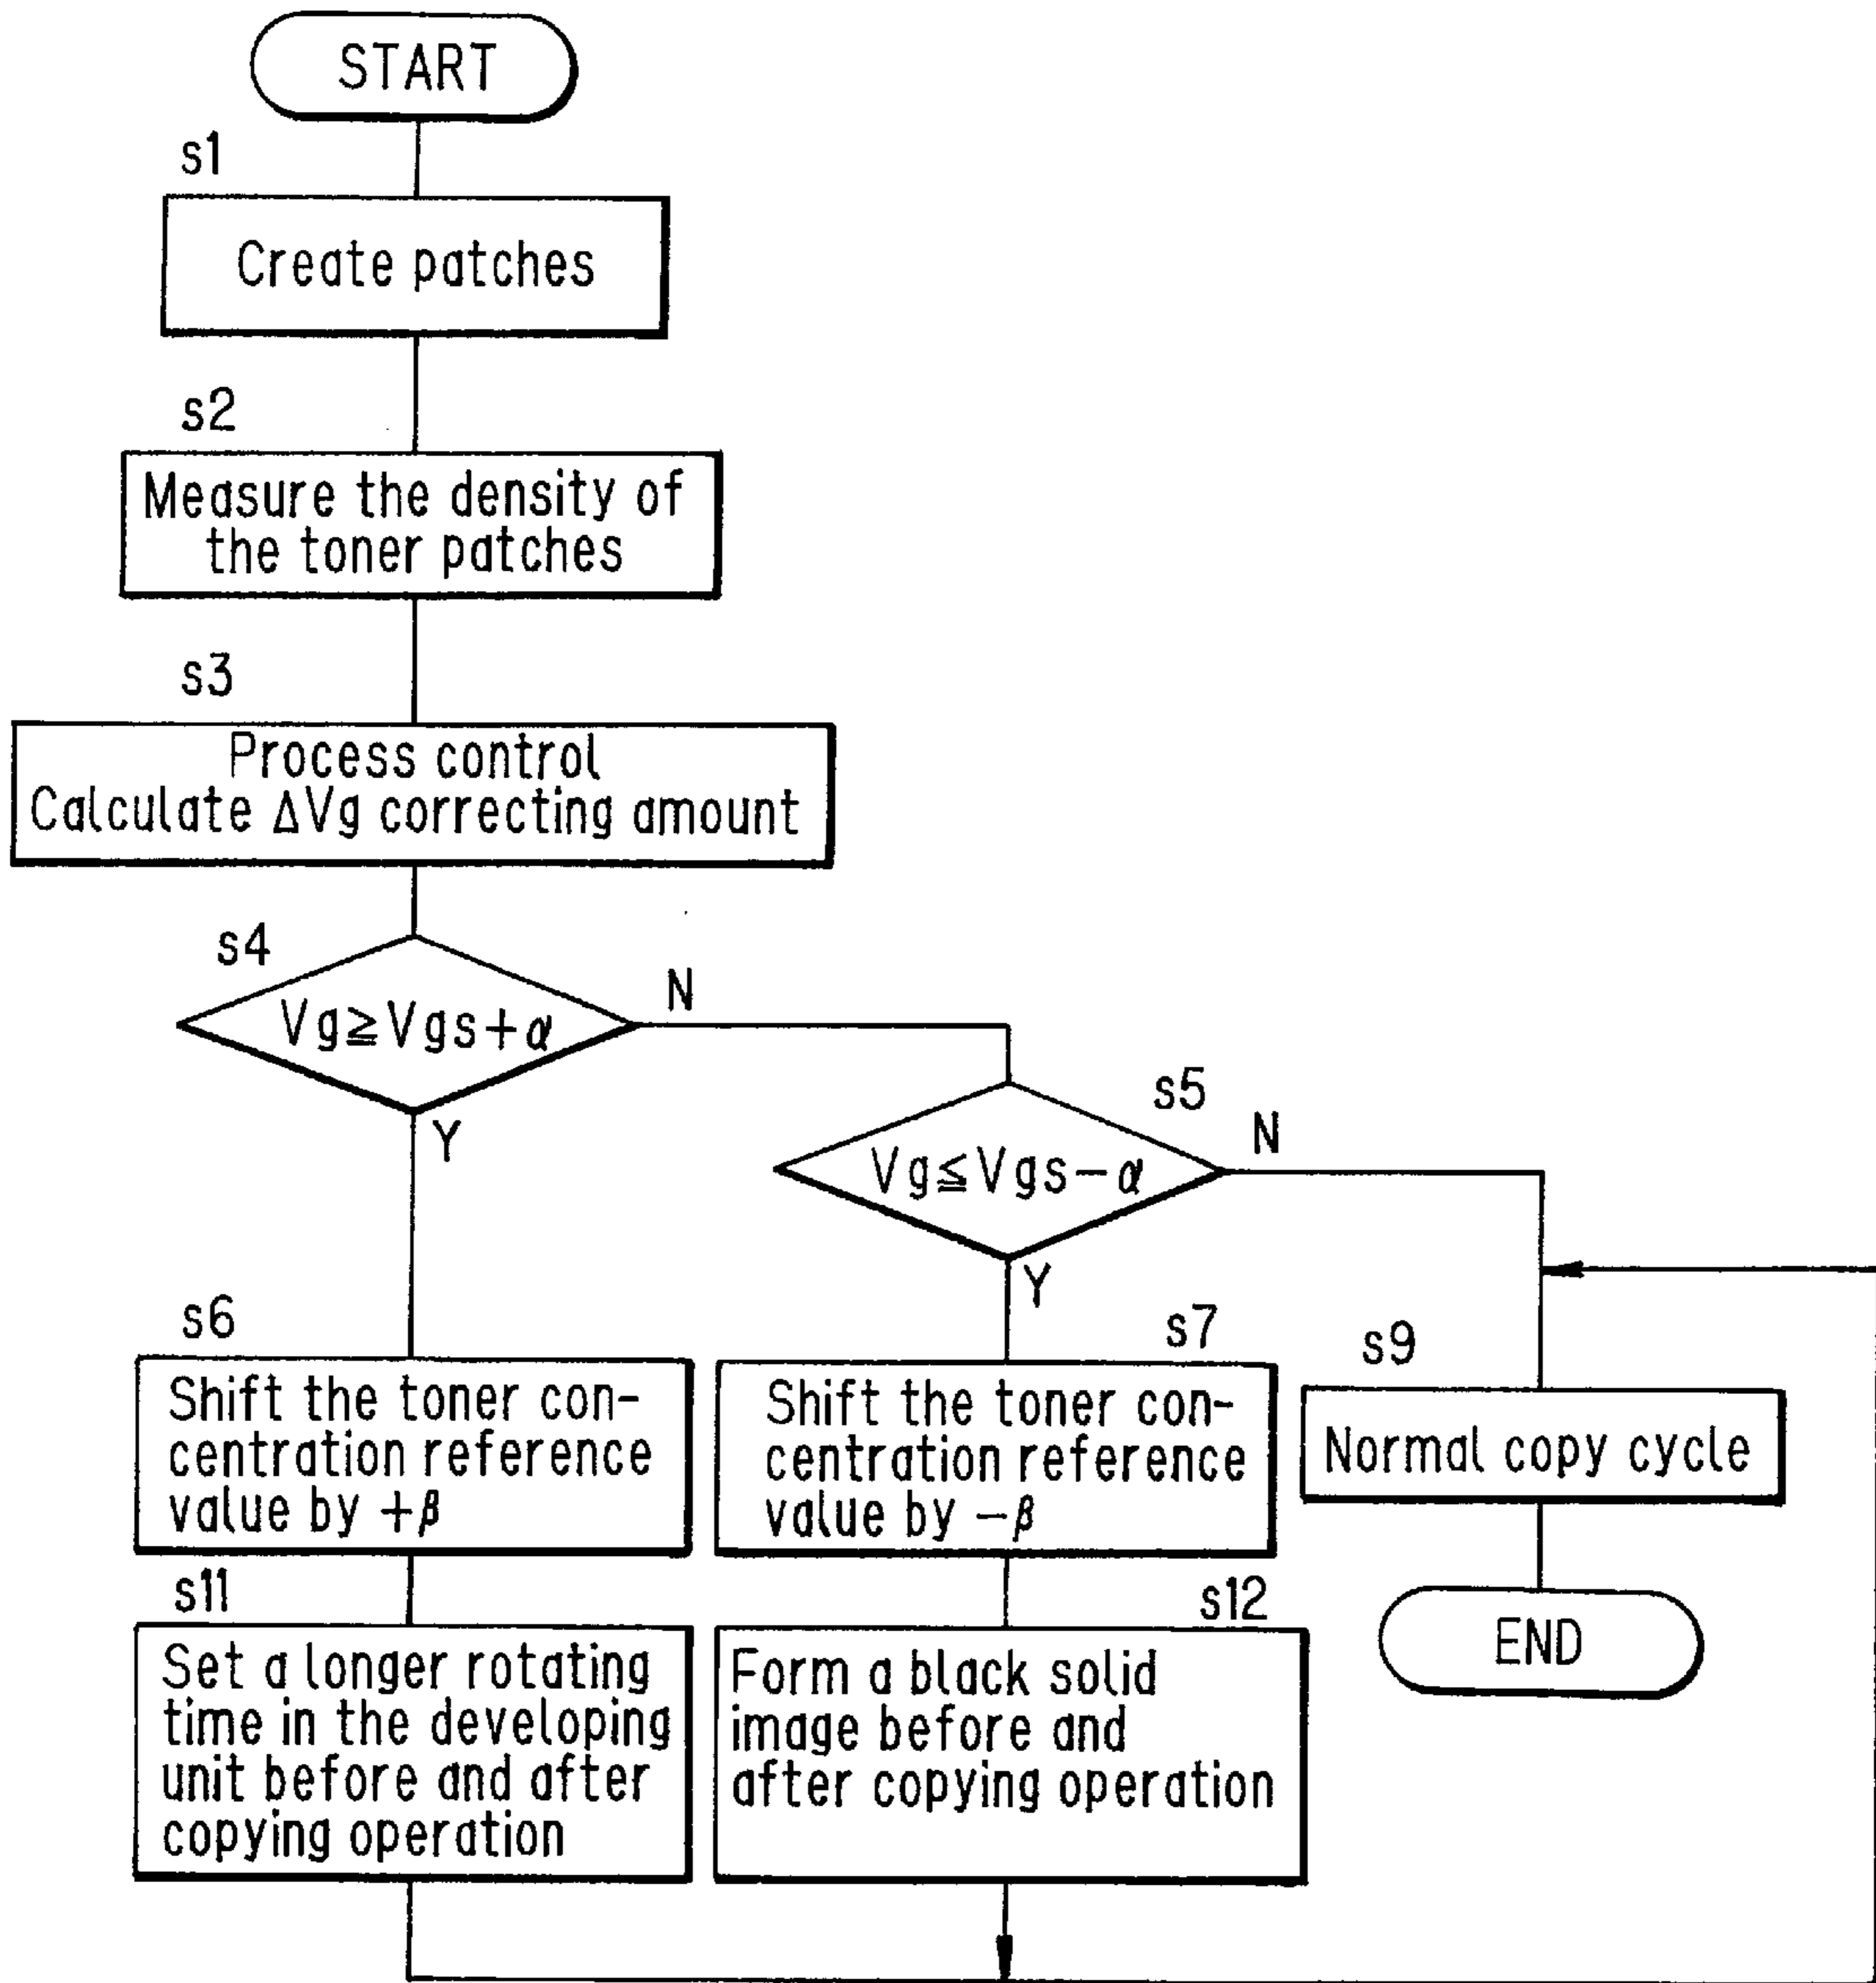 START
s1
Create patches
s2
Measure the density of
the toner patches
s3
Process control
Calculate ΔVg correcting amount
s4
Vg≧Vgs+α
N
Y
s5
Vg≦Vgs−α
N
Y
s6
Shift the toner con-
centration reference
value by +β
s7
Shift the toner con-
centration reference
value by −β
s9
Normal copy cycle
s11
Set a longer rotating
time in the developing
unit before and after
copying operation
s12
Form a black solid
image before and
after copying operation
END